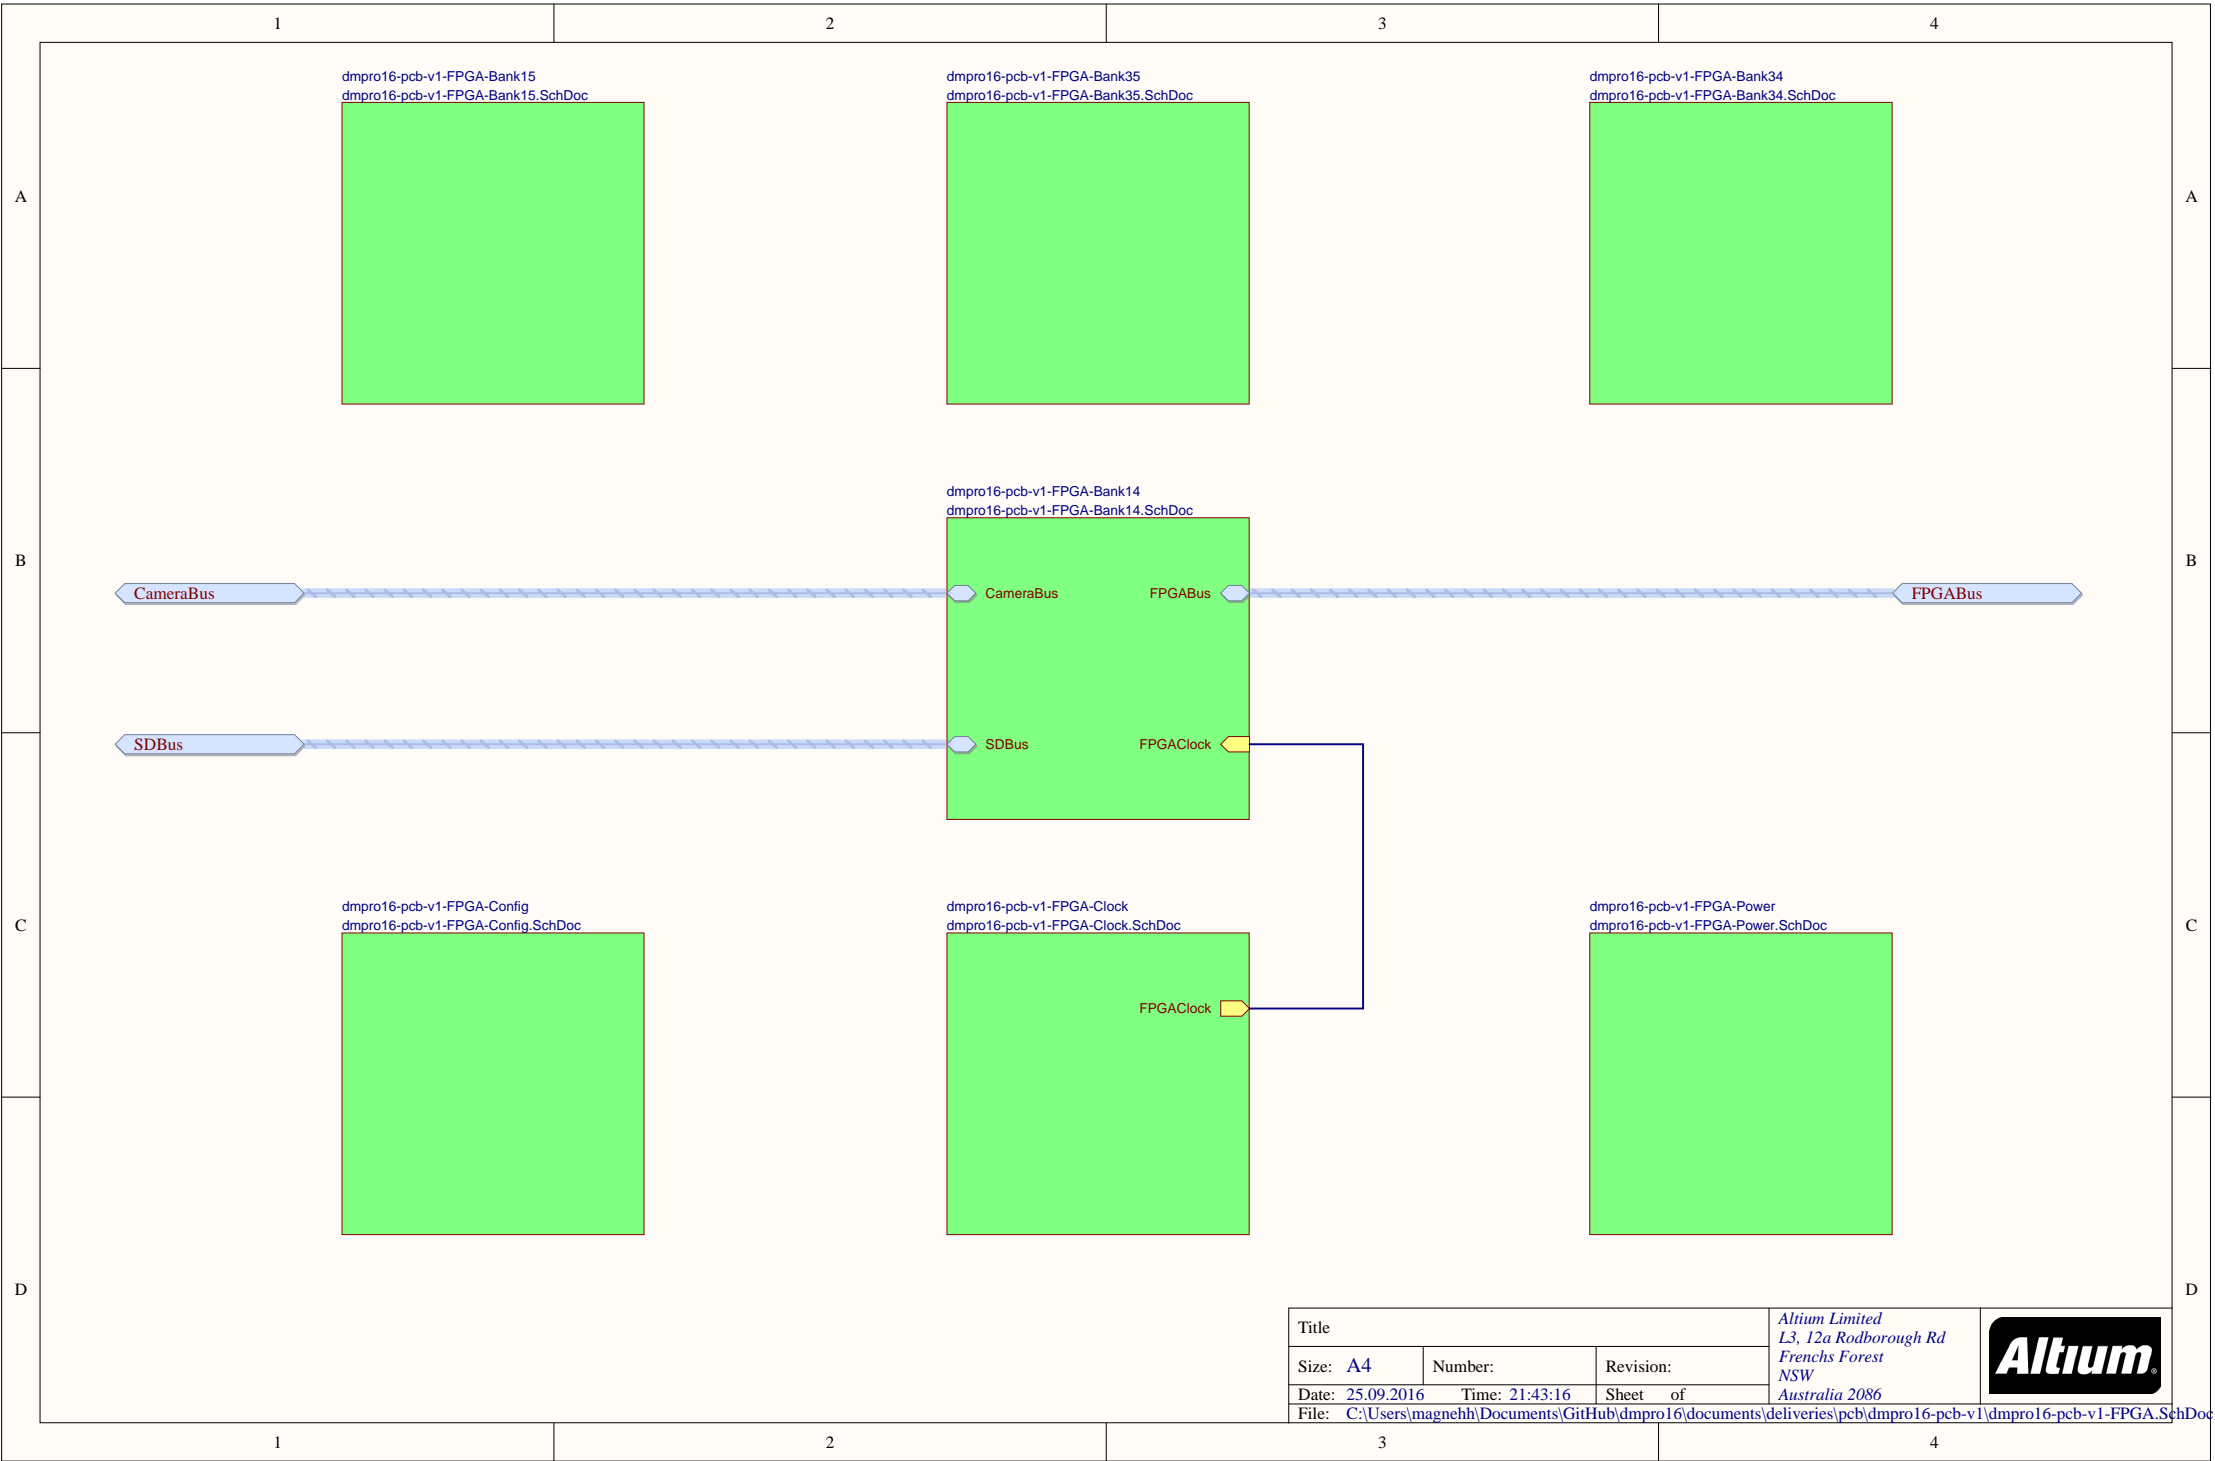 1 2 3 4
dmpro16-pcb-v1-FPGA-Bank15
dmpro16-pcb-v1-FPGA-Bank15.SchDoc
dmpro16-pcb-v1-FPGA-Bank35
dmpro16-pcb-v1-FPGA-Bank35.SchDoc
dmpro16-pcb-v1-FPGA-Bank34
dmpro16-pcb-v1-FPGA-Bank34.SchDoc
A A
dmpro16-pcb-v1-FPGA-Bank14
dmpro16-pcb-v1-FPGA-Bank14.SchDoc
B B
CameraBus CameraBus FPGABus FPGABus
SDBus SDBus FPGAClock
dmpro16-pcb-v1-FPGA-Config
dmpro16-pcb-v1-FPGA-Config.SchDoc
dmpro16-pcb-v1-FPGA-Clock
dmpro16-pcb-v1-FPGA-Clock.SchDoc
dmpro16-pcb-v1-FPGA-Power
dmpro16-pcb-v1-FPGA-Power.SchDoc
C C
FPGAClock
D D
Title
Size: A4 Number: Revision:
Date: 25.09.2016 Time: 21:43:16 Sheet of
File: C:\Users\magnehh\Documents\GitHub\dmpro16\documents\deliveries\pcb\dmpro16-pcb-v1\dmpro16-pcb-v1-FPGA.SchDoc
Altium Limited
L3, 12a Rodborough Rd
Frenchs Forest
NSW
Australia 2086
Altium
1 2 3 4